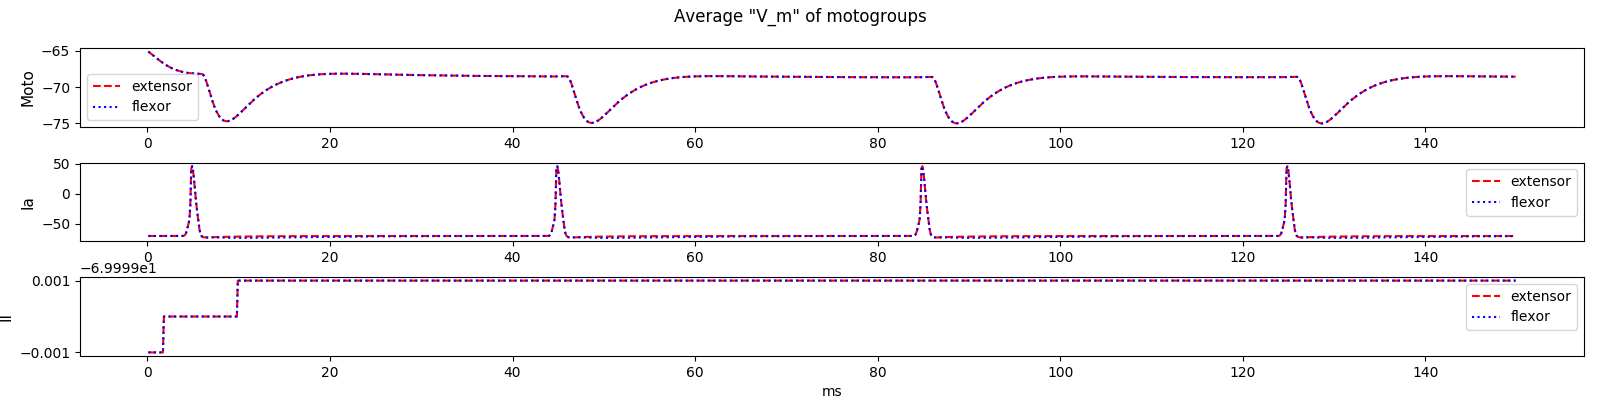 Average "V_m" of motogroups
Moto
−65
−70
−75
extensor
flexor
0 20 40 60 80 100 120 140
Ia
50
0
−50
extensor
flexor
0 20 40 60 80 100 120 140
−6.9999e1
II
0.001
−0.001
extensor
flexor
0 20 40 60 80 100 120 140
ms